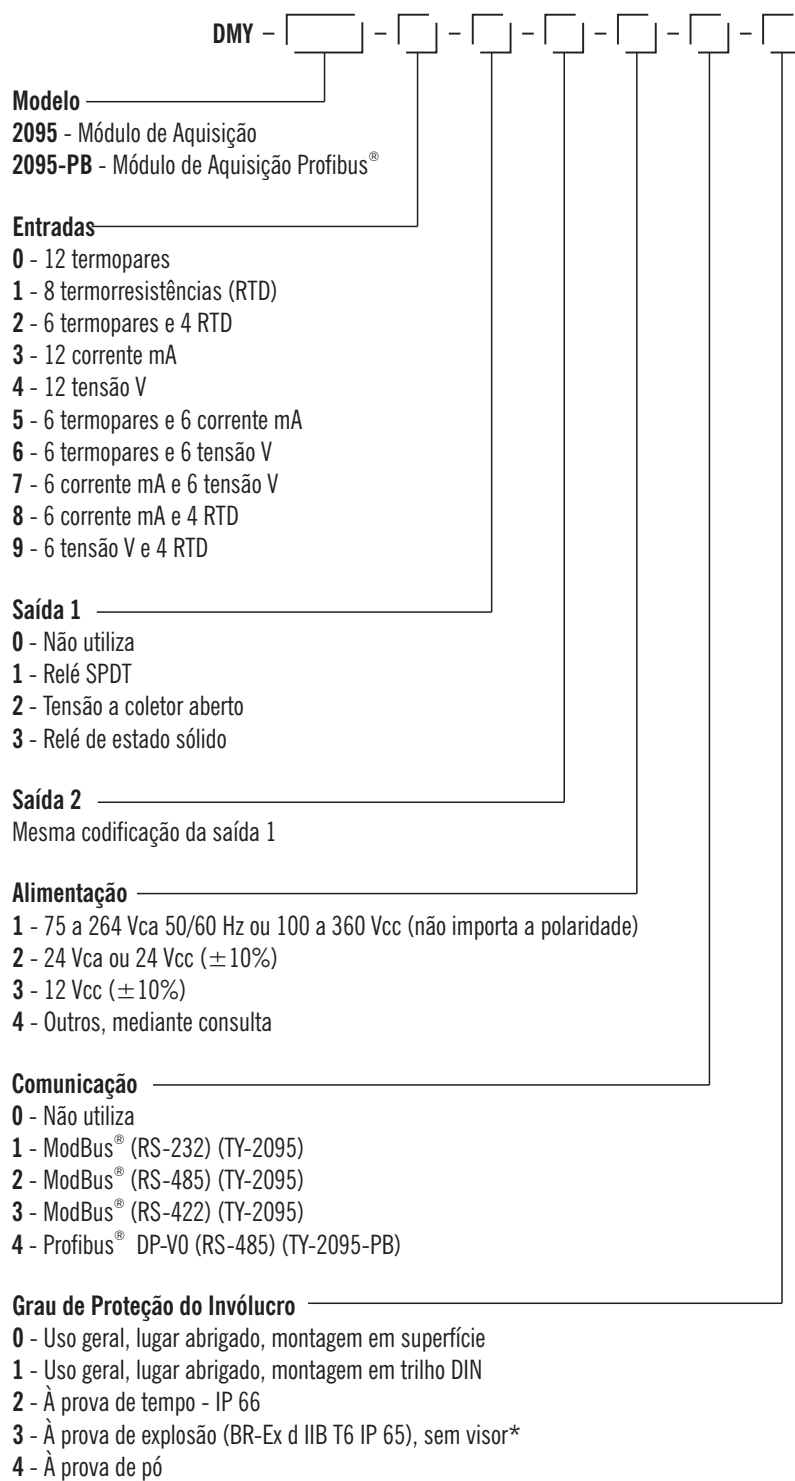 DMY – – – – – – –
Modelo
2095 - Módulo de Aquisição
2095-PB - Módulo de Aquisição Profibus®
Entradas
0 - 12 termopares
1 - 8 termorresistências (RTD)
2 - 6 termopares e 4 RTD
3 - 12 corrente mA
4 - 12 tensão V
5 - 6 termopares e 6 corrente mA
6 - 6 termopares e 6 tensão V
7 - 6 corrente mA e 6 tensão V
8 - 6 corrente mA e 4 RTD
9 - 6 tensão V e 4 RTD
Saída 1
0 - Não utiliza
1 - Relé SPDT
2 - Tensão a coletor aberto
3 - Relé de estado sólido
Saída 2
Mesma codificação da saída 1
Alimentação
1 - 75 a 264 Vca 50/60 Hz ou 100 a 360 Vcc (não importa a polaridade)
2 - 24 Vca ou 24 Vcc (±10%)
3 - 12 Vcc (±10%)
4 - Outros, mediante consulta
Comunicação
0 - Não utiliza
1 - ModBus® (RS-232) (TY-2095)
2 - ModBus® (RS-485) (TY-2095)
3 - ModBus® (RS-422) (TY-2095)
4 - Profibus® DP-V0 (RS-485) (TY-2095-PB)
Grau de Proteção do Invólucro
0 - Uso geral, lugar abrigado, montagem em superfície
1 - Uso geral, lugar abrigado, montagem em trilho DIN
2 - À prova de tempo - IP 66
3 - À prova de explosão (BR-Ex d IIB T6 IP 65), sem visor*
4 - À prova de pó